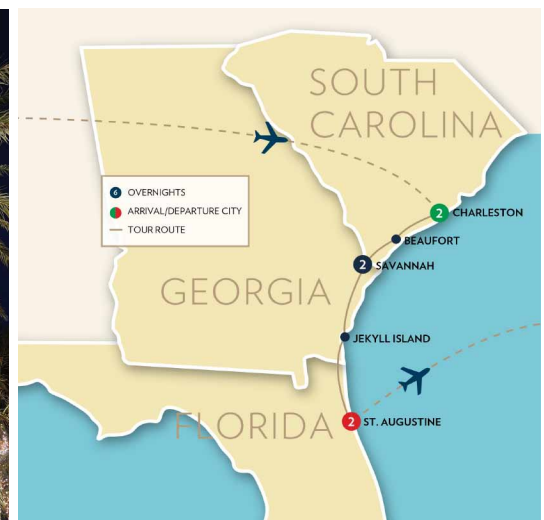 SOUTH
CAROLINA
6 OVERNIGHTS
ARRIVAL/DEPARTURE CITY
TOUR ROUTE
2 CHARLESTON
BEAUFORT
2 SAVANNAH
GEORGIA
JEKYLL ISLAND
FLORIDA
2 ST. AUGUSTINE